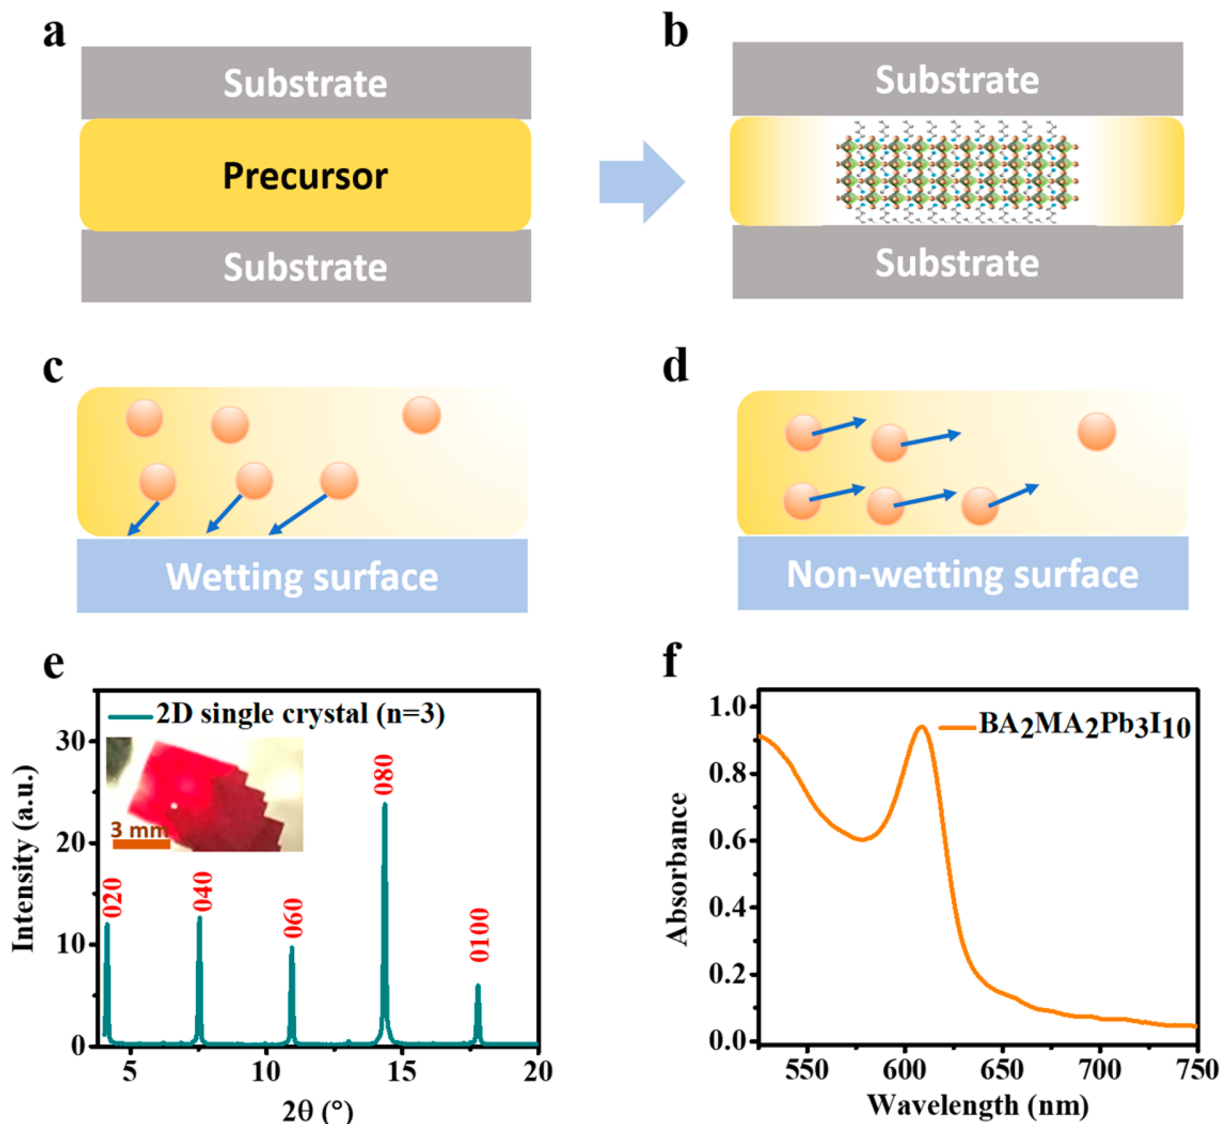 a
Substrate
Precursor
Substrate
b
Substrate
Substrate
c
Wetting surface
d
Non-wetting surface
e
2D single crystal (n=3)
3 mm
020
040
060
080
0100
Intensity (a.u.)
30
20
10
0
5
10
15
20
2θ (°)
f
BA₂MA₂Pb₃I₁₀
Absorbance
1.0
0.8
0.6
0.4
0.2
0.0
550
600
650
700
750
Wavelength (nm)